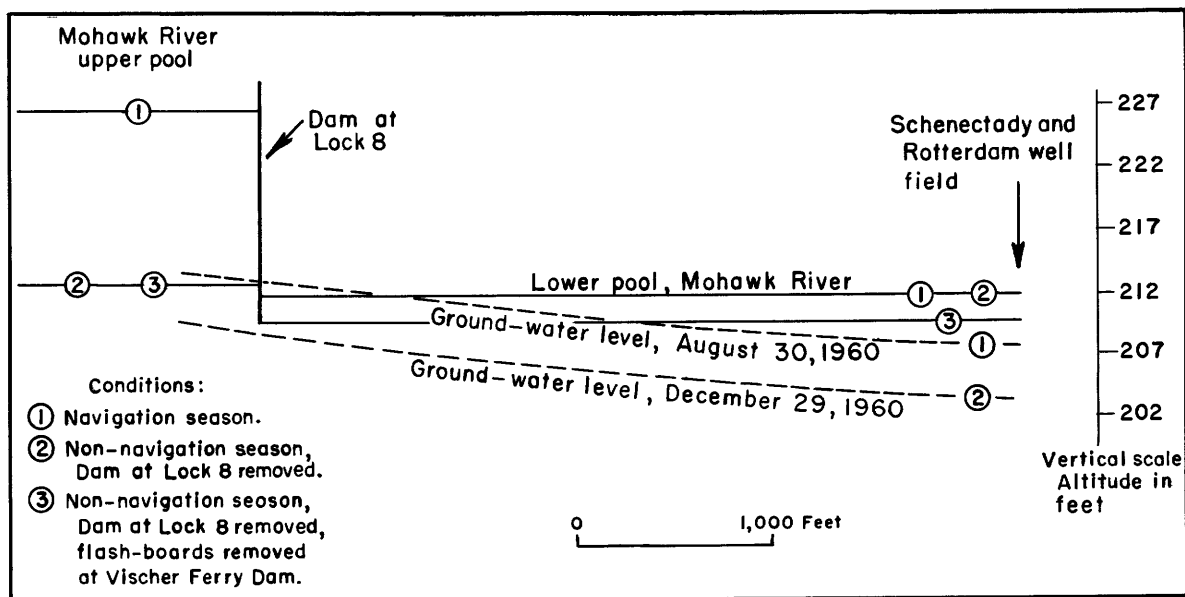 Mohawk River
upper pool
①
Dam at
Lock 8
Schenectady and
Rotterdam well
field
227
222
217
212
207
202
② ③
Lower pool, Mohawk River
① ②
③
Ground-water level, August 30, 1960
①
Ground-water level, December 29, 1960
②
Conditions:
① Navigation season.
② Non-navigation season,
Dam at Lock 8 removed.
③ Non-navigation seoson,
Dam at Lock 8 removed,
flash-boards removed
at Vischer Ferry Dam.
0 1,000 Feet
Vertical scale
Altitude in
feet